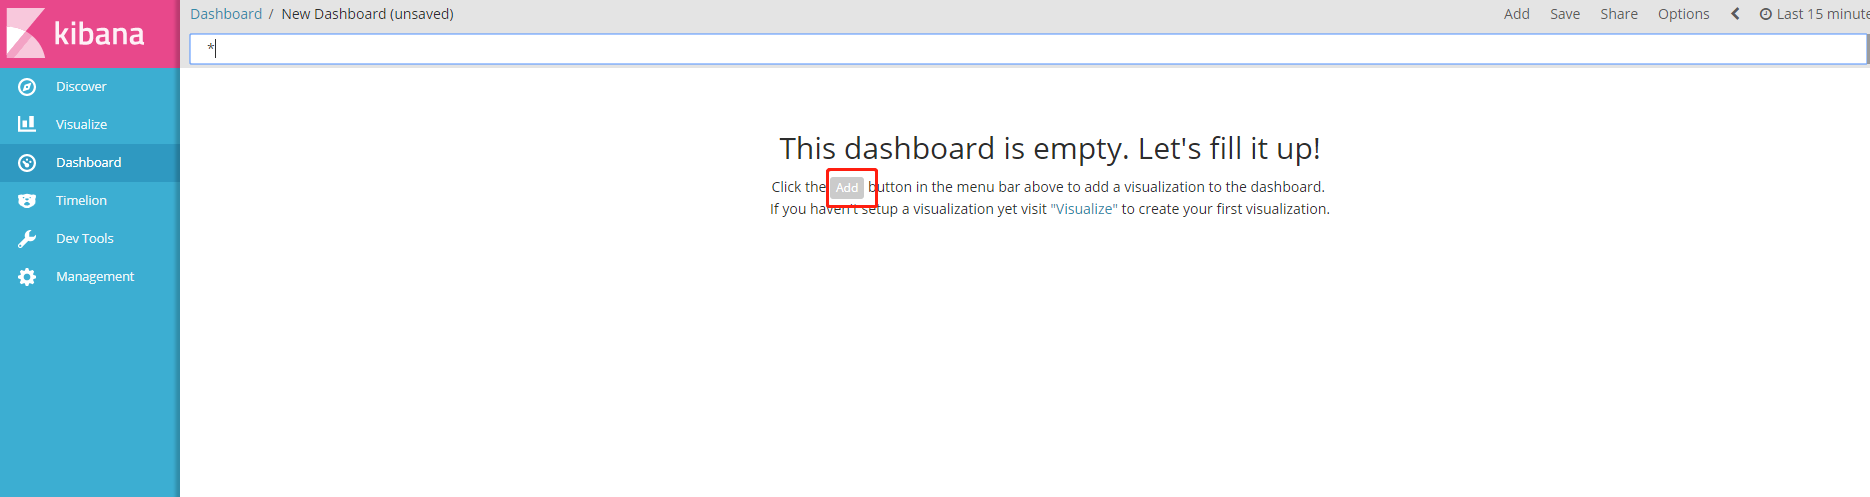 kibana
Discover
Visualize
Dashboard
Timelion
Dev Tools
Management
Dashboard / New Dashboard (unsaved)
Add Save Share Options Last 15 minute
*
This dashboard is empty. Let's fill it up!
Click the Add button in the menu bar above to add a visualization to the dashboard.
If you haven't setup a visualization yet visit "Visualize" to create your first visualization.